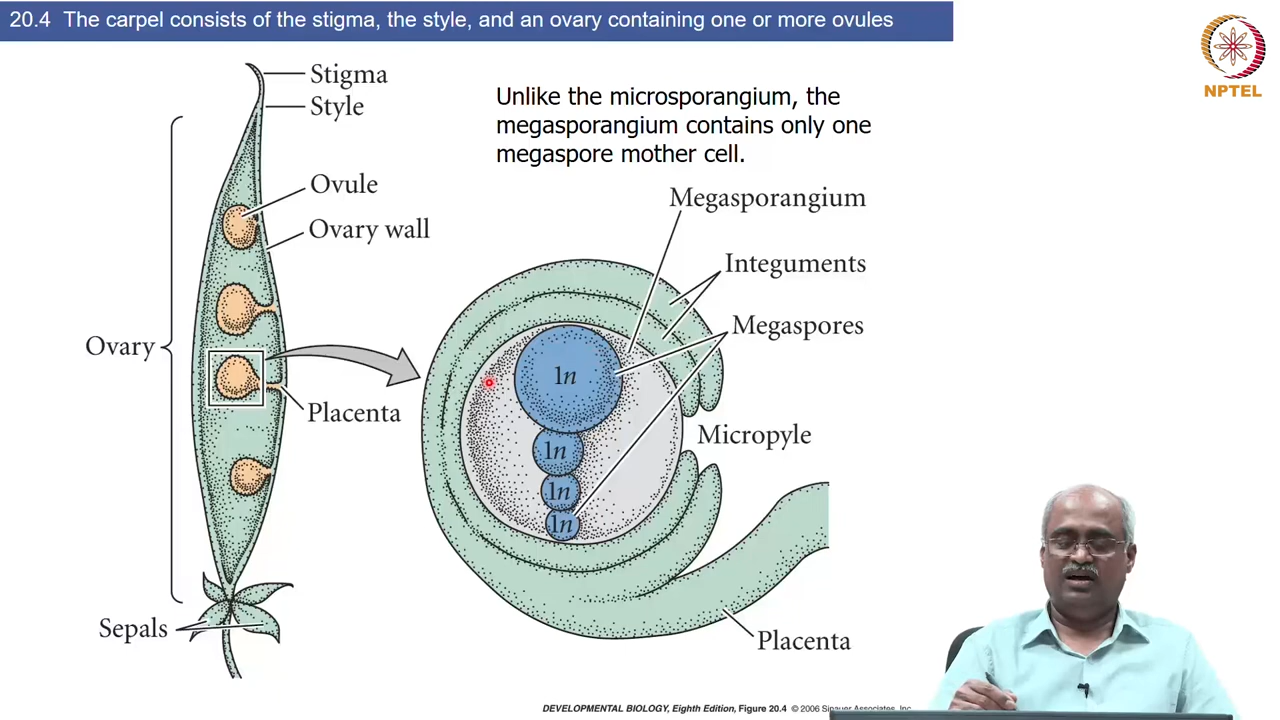 20.4 The carpel consists of the stigma, the style, and an ovary containing one or more ovules
NPTEL
Unlike the microsporangium, the
megasporangium contains only one
megaspore mother cell.
Stigma
Style
Ovule
Ovary wall
Ovary
Placenta
Sepals
Megasporangium
Integuments
Megaspores
Micropyle
Placenta
1n
1n
1n
1n
DEVELOPMENTAL BIOLOGY, Eighth Edition, Figure 20.4 © 2006 Sinauer Associates, Inc.